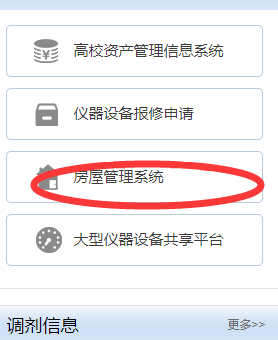 高校资产管理信息系统
仪器设备报修申请
房屋管理系统
大型仪器设备共享平台
调剂信息 更多>>